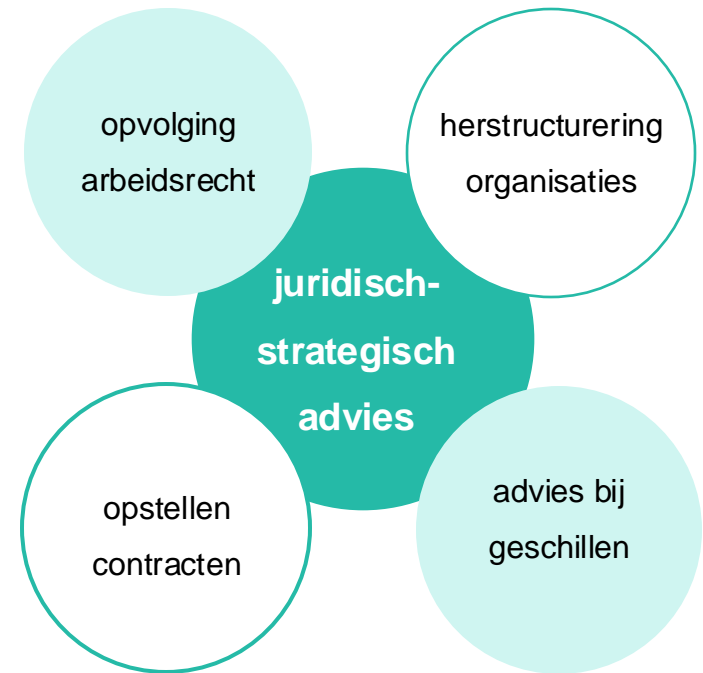 opvolging
arbeidsrecht
herstructurering
organisaties
juridisch-
strategisch
advies
opstellen
contracten
advies bij
geschillen